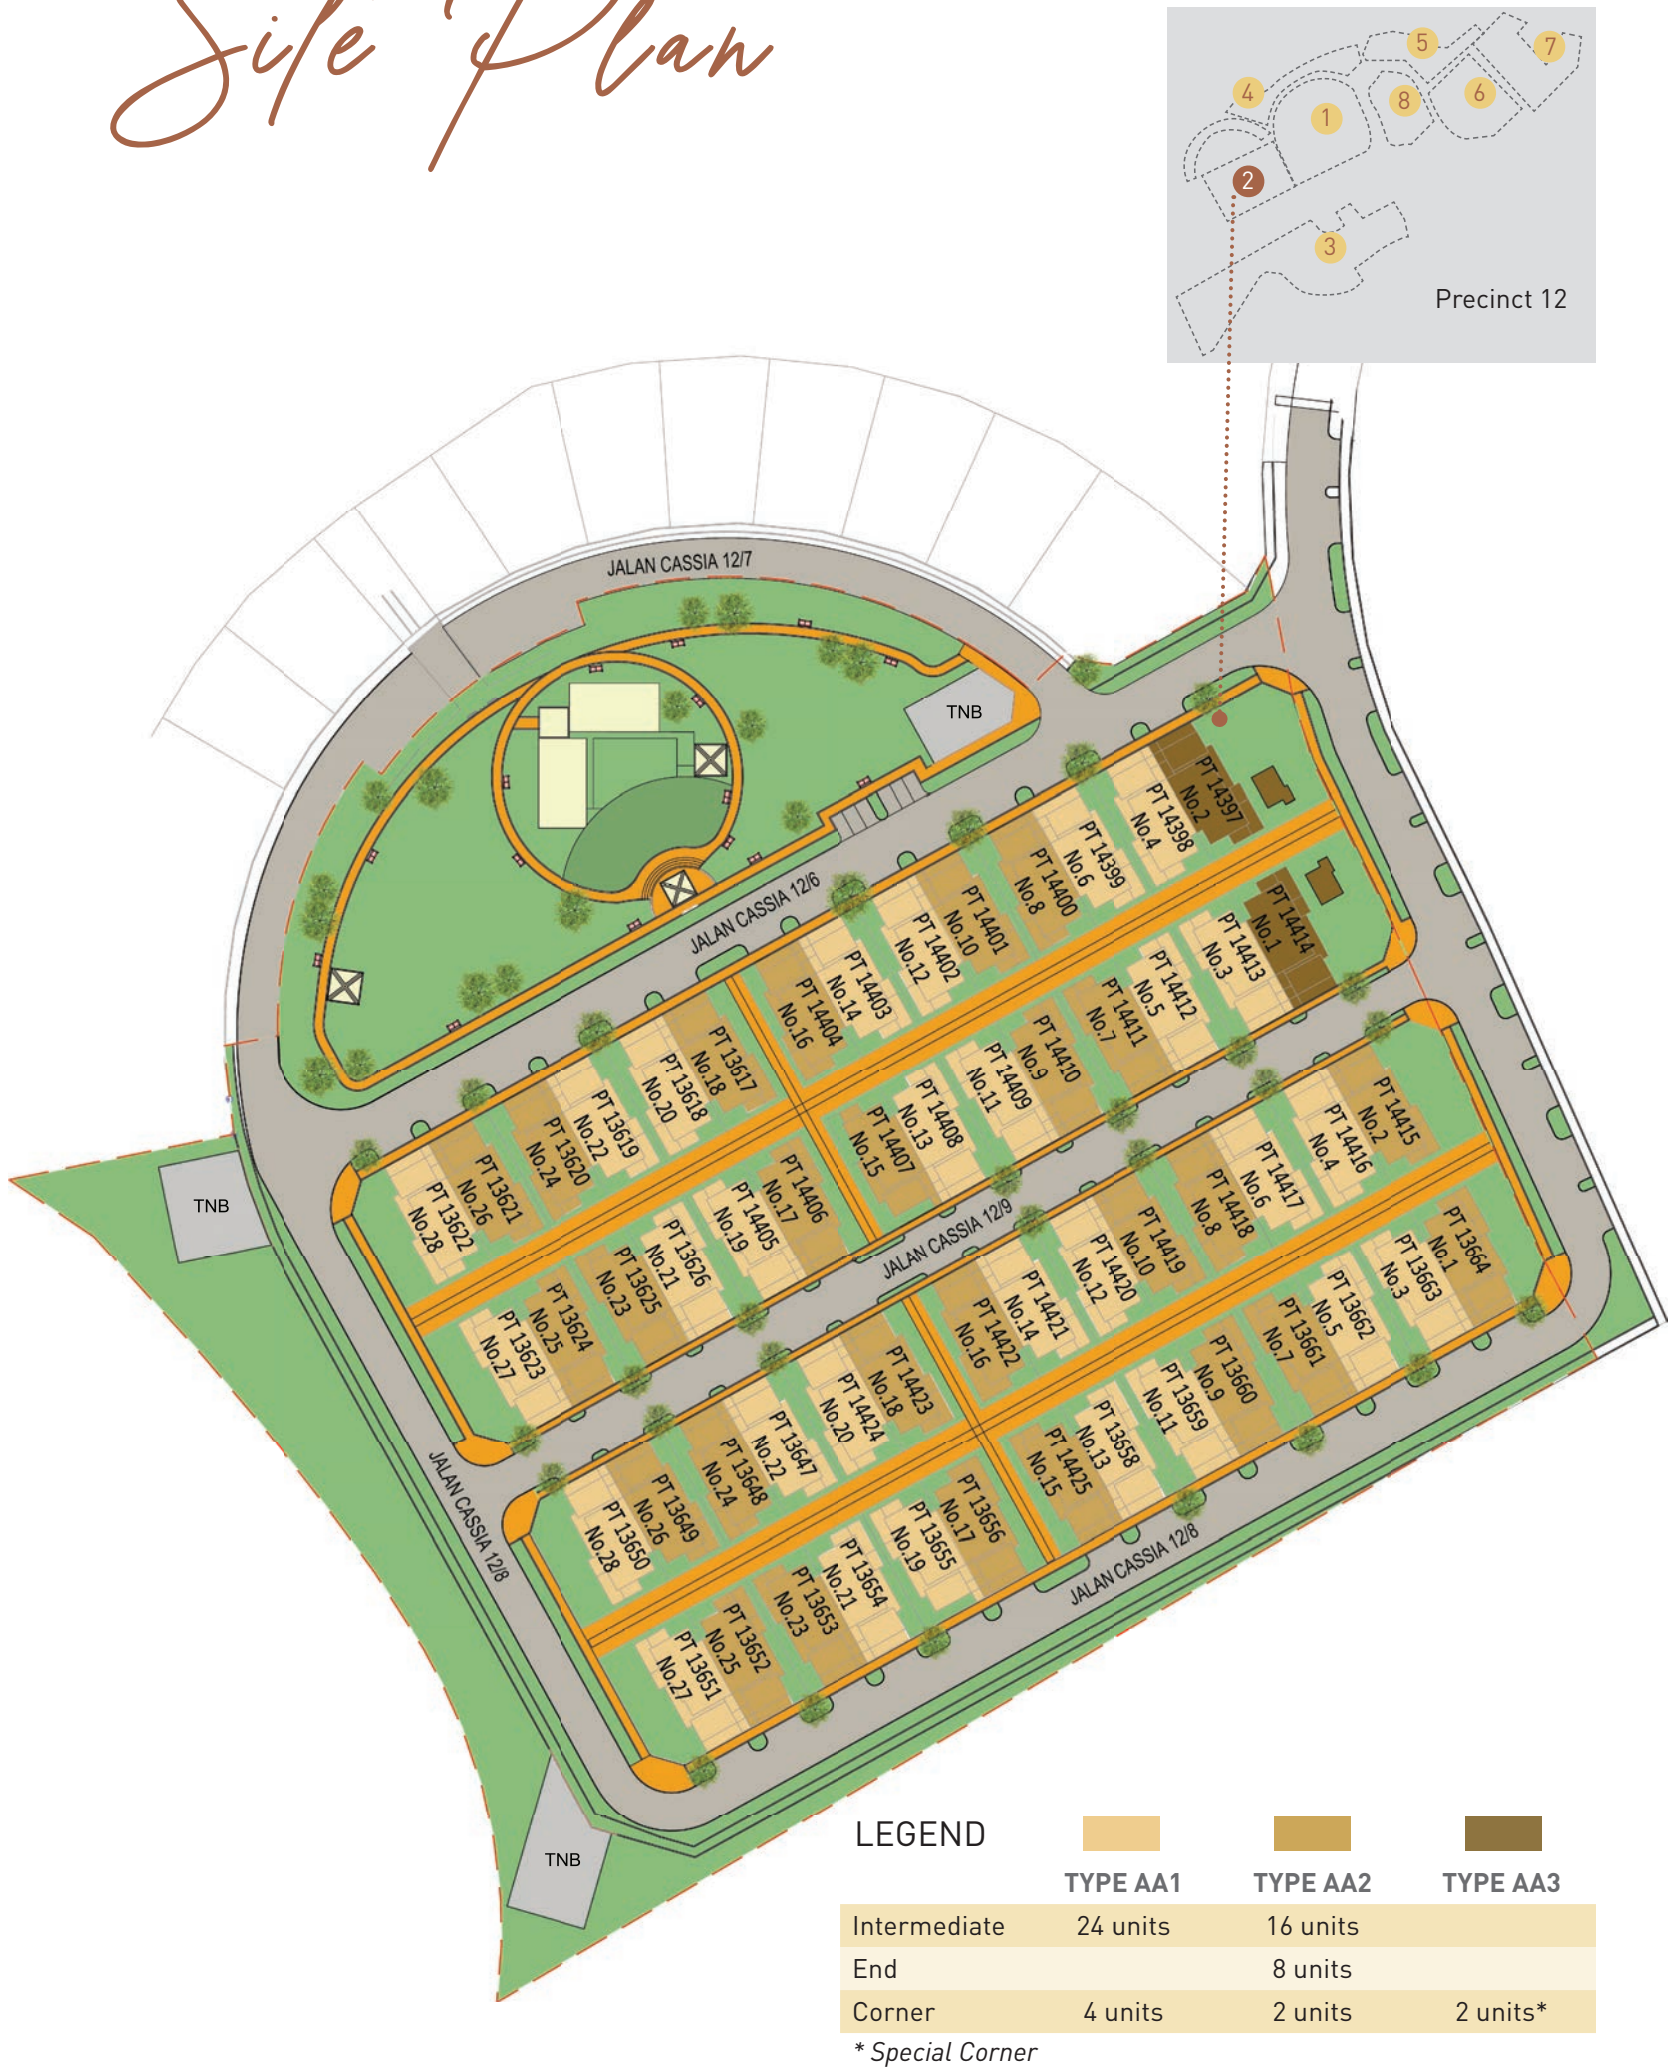 Site Plan
5
7
4
8
6
1
2
3
Precinct 12
JALAN CASSIA 12/7
TNB
PT 14397
No.2
PT 14398
No.4
PT 14399
No.6
PT 14400
No.8
PT 14401
No.10
PT 14402
No.12
PT 14403
No.14
PT 14404
No.16
JALAN CASSIA 12/6
PT 13617
No.18
PT 13618
No.20
PT 13619
No.22
PT 13620
No.24
PT 13621
No.26
PT 13622
No.28
PT 14414
No.1
PT 14413
No.3
PT 14412
No.5
PT 14411
No.7
PT 14410
No.9
PT 14409
No.11
PT 14408
No.13
PT 14407
No.15
PT 14406
No.17
PT 14405
No.19
PT 13626
No.21
PT 13625
No.23
PT 13624
No.25
PT 13623
No.27
TNB
JALAN CASSIA 12/9
PT 14415
No.2
PT 14416
No.4
PT 14417
No.6
PT 14418
No.8
PT 14419
No.10
PT 14420
No.12
PT 14421
No.14
PT 14422
No.16
PT 14423
No.18
PT 14424
No.20
PT 13647
No.22
PT 13648
No.24
PT 13649
No.26
PT 13650
No.28
PT 13664
No.1
PT 13663
No.3
PT 13662
No.5
PT 13661
No.7
PT 13660
No.9
PT 13659
No.11
PT 13658
No.13
PT 14425
No.15
PT 13656
No.17
PT 13655
No.19
PT 13654
No.21
PT 13653
No.23
PT 13652
No.25
PT 13651
No.27
JALAN CASSIA 12/8
JALAN CASSIA 12/8
TNB
LEGEND
TYPE AA1 TYPE AA2 TYPE AA3
Intermediate 24 units 16 units
End 8 units
Corner 4 units 2 units 2 units*
* Special Corner